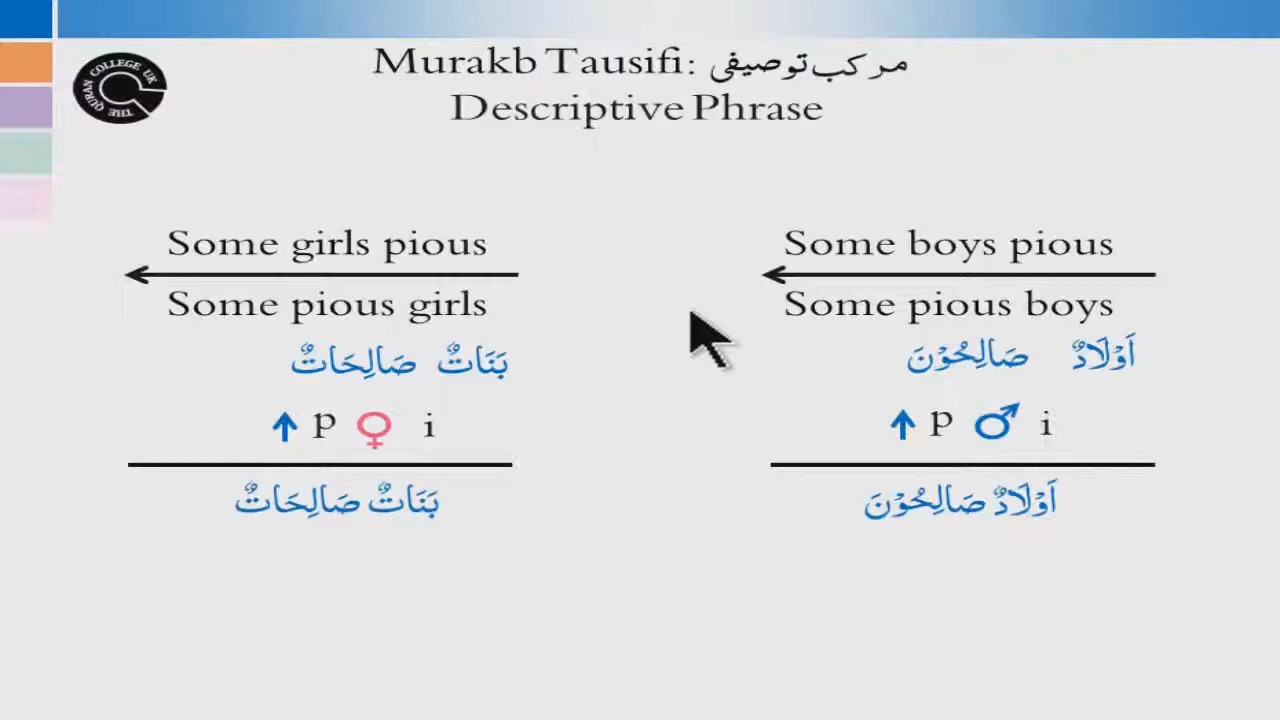 THE QURAN COLLEGE UK
Murakb Tausifi: مرکب توصیفی
Descriptive Phrase
Some girls pious
Some pious girls
بَنَاتٌ صَالِحَاتٌ
p i
بَنَاتٌ صَالِحَاتٌ
Some boys pious
Some pious boys
اَوْلَادٌ صَالِحُوْنَ
p i
اَوْلَادٌ صَالِحُوْنَ